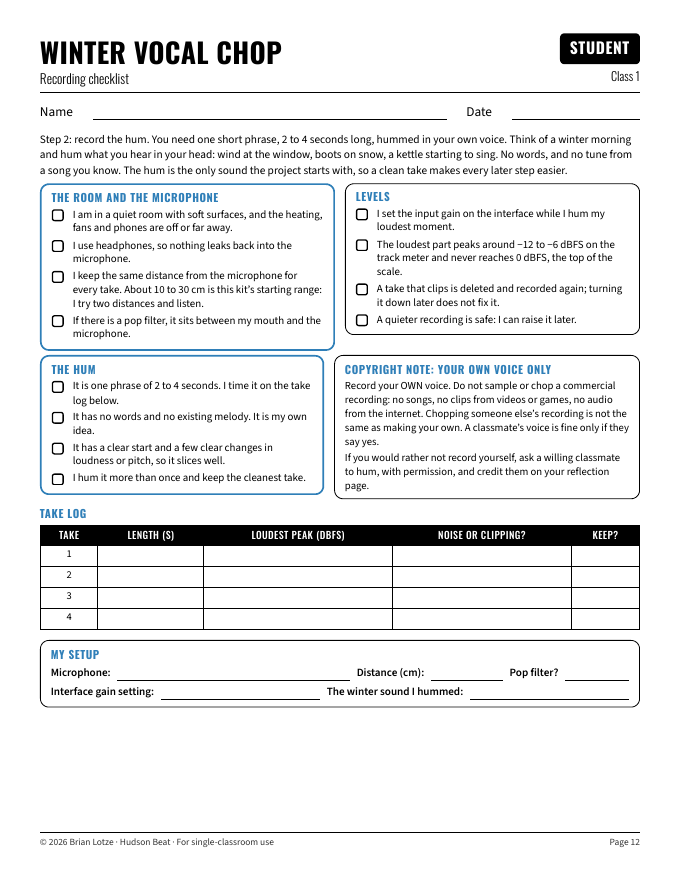 WINTER VOCAL CHOP
STUDENT
Recording checklist
Class 1
Name
Date
Step 2: record the hum. You need one short phrase, 2 to 4 seconds long, hummed in your own voice. Think of a winter morning
and hum what you hear in your head: wind at the window, boots on snow, a kettle starting to sing. No words, and no tune from
a song you know. The hum is the only sound the project starts with, so a clean take makes every later step easier.
THE ROOM AND THE MICROPHONE
I am in a quiet room with soft surfaces, and the heating,
fans and phones are off or far away.
I use headphones, so nothing leaks back into the
microphone.
I keep the same distance from the microphone for
every take. About 10 to 30 cm is this kit’s starting range:
I try two distances and listen.
If there is a pop filter, it sits between my mouth and the
microphone.
LEVELS
I set the input gain on the interface while I hum my
loudest moment.
The loudest part peaks around −12 to −6 dBFS on the
track meter and never reaches 0 dBFS, the top of the
scale.
A take that clips is deleted and recorded again; turning
it down later does not fix it.
A quieter recording is safe: I can raise it later.
THE HUM
It is one phrase of 2 to 4 seconds. I time it on the take
log below.
It has no words and no existing melody. It is my own
idea.
It has a clear start and a few clear changes in
loudness or pitch, so it slices well.
I hum it more than once and keep the cleanest take.
COPYRIGHT NOTE: YOUR OWN VOICE ONLY
Record your OWN voice. Do not sample or chop a commercial
recording: no songs, no clips from videos or games, no audio
from the internet. Chopping someone else’s recording is not the
same as making your own. A classmate’s voice is fine only if they
say yes.
If you would rather not record yourself, ask a willing classmate
to hum, with permission, and credit them on your reflection
page.
TAKE LOG
TAKE LENGTH (S) LOUDEST PEAK (DBFS) NOISE OR CLIPPING? KEEP?
1
2
3
4
MY SETUP
Microphone: Distance (cm): Pop filter?
Interface gain setting: The winter sound I hummed:
© 2026 Brian Lotze · Hudson Beat · For single-classroom use
Page 12